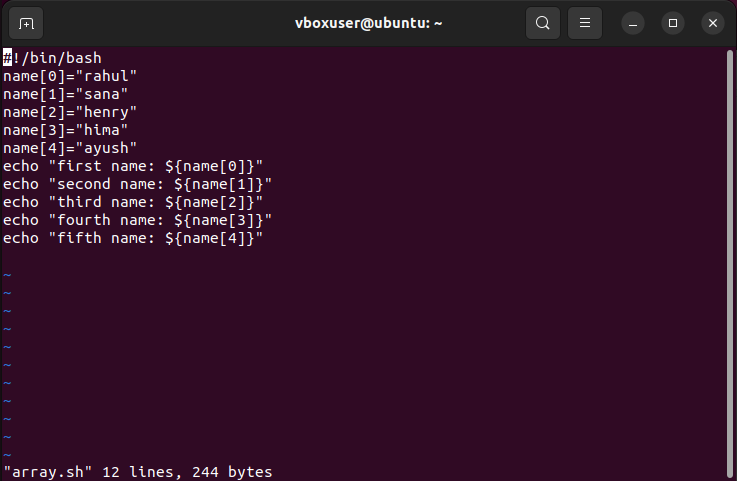 vboxuser@ubuntu: ~
#!/bin/bash
name[0]="rahul"
name[1]="sana"
name[2]="henry"
name[3]="hima"
name[4]="ayush"
echo "first name: ${name[0]}"
echo "second name: ${name[1]}"
echo "third name: ${name[2]}"
echo "fourth name: ${name[3]}"
echo "fifth name: ${name[4]}"
~
~
~
~
~
~
~
~
~
~
~
"array.sh" 12 lines, 244 bytes